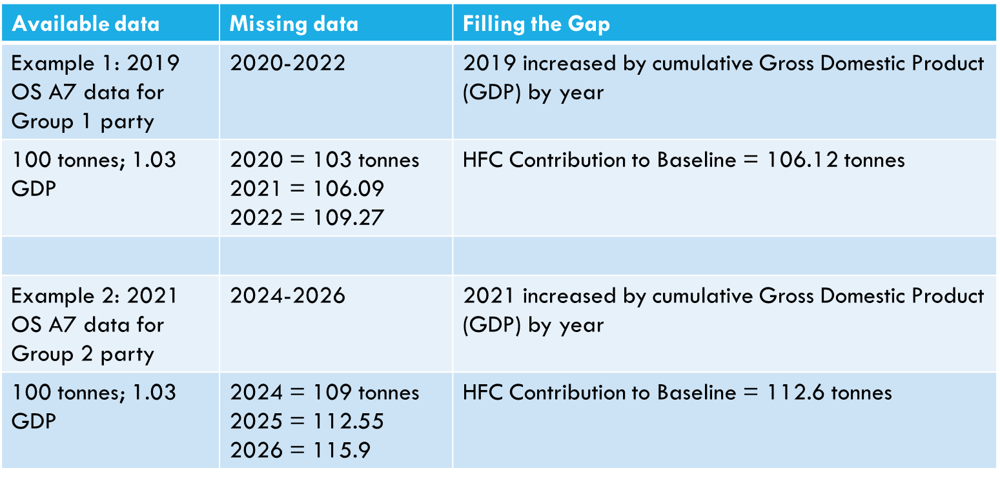 Available data
Missing data
Filling the Gap
Example 1: 2019
OS A7 data for
Group 1 party
2020-2022
2019 increased by cumulative Gross Domestic Product
(GDP) by year
100 tonnes; 1.03
GDP
2020 = 103 tonnes
2021 = 106.09
2022 = 109.27
HFC Contribution to Baseline = 106.12 tonnes
Example 2: 2021
OS A7 data for
Group 2 party
2024-2026
2021 increased by cumulative Gross Domestic Product
(GDP) by year
100 tonnes; 1.03
GDP
2024 = 109 tonnes
2025 = 112.55
2026 = 115.9
HFC Contribution to Baseline = 112.6 tonnes